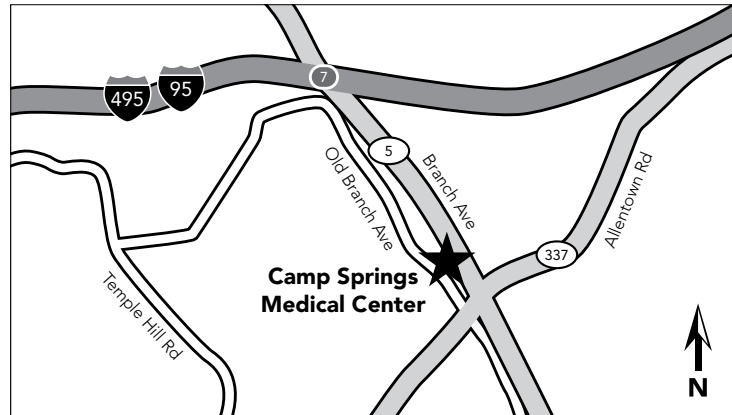 7
495
95
5
Branch Ave
Old Branch Ave
Allentown Rd
337
Camp Springs
Medical Center
Temple Hill Rd
N